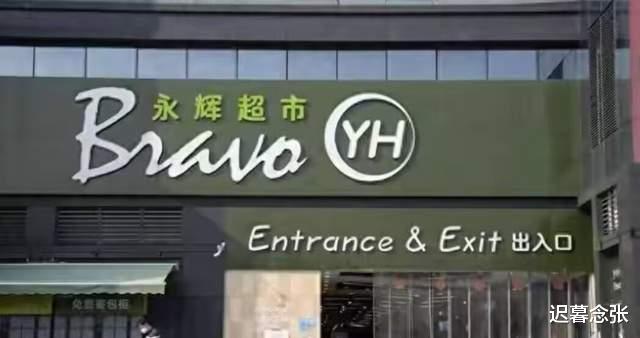 永辉超市
Bravo YH
y Entrance & Exit 出入口
免费寄包柜
迟暮念张